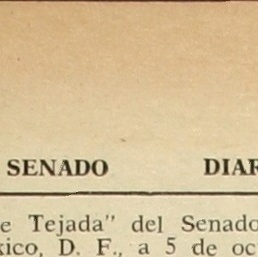 SENADO DIAR
e Tejada" del Senado
xico, D. F., a 5 de oc